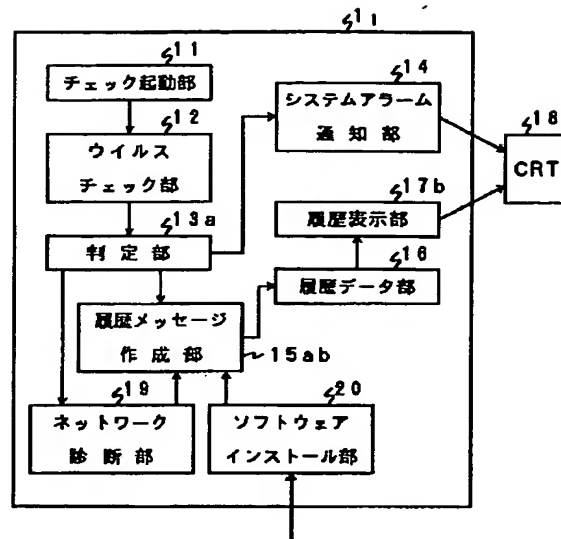 11
11
チェック起動部
12
ウイルス
チェック部
13a
判定部
14
システムアラーム
通知部
18
CRT
17b
履歴表示部
16
履歴データ部
履歴メッセージ
作成部
15ab
19
ネットワーク
診断部
20
ソフトウェア
インストール部